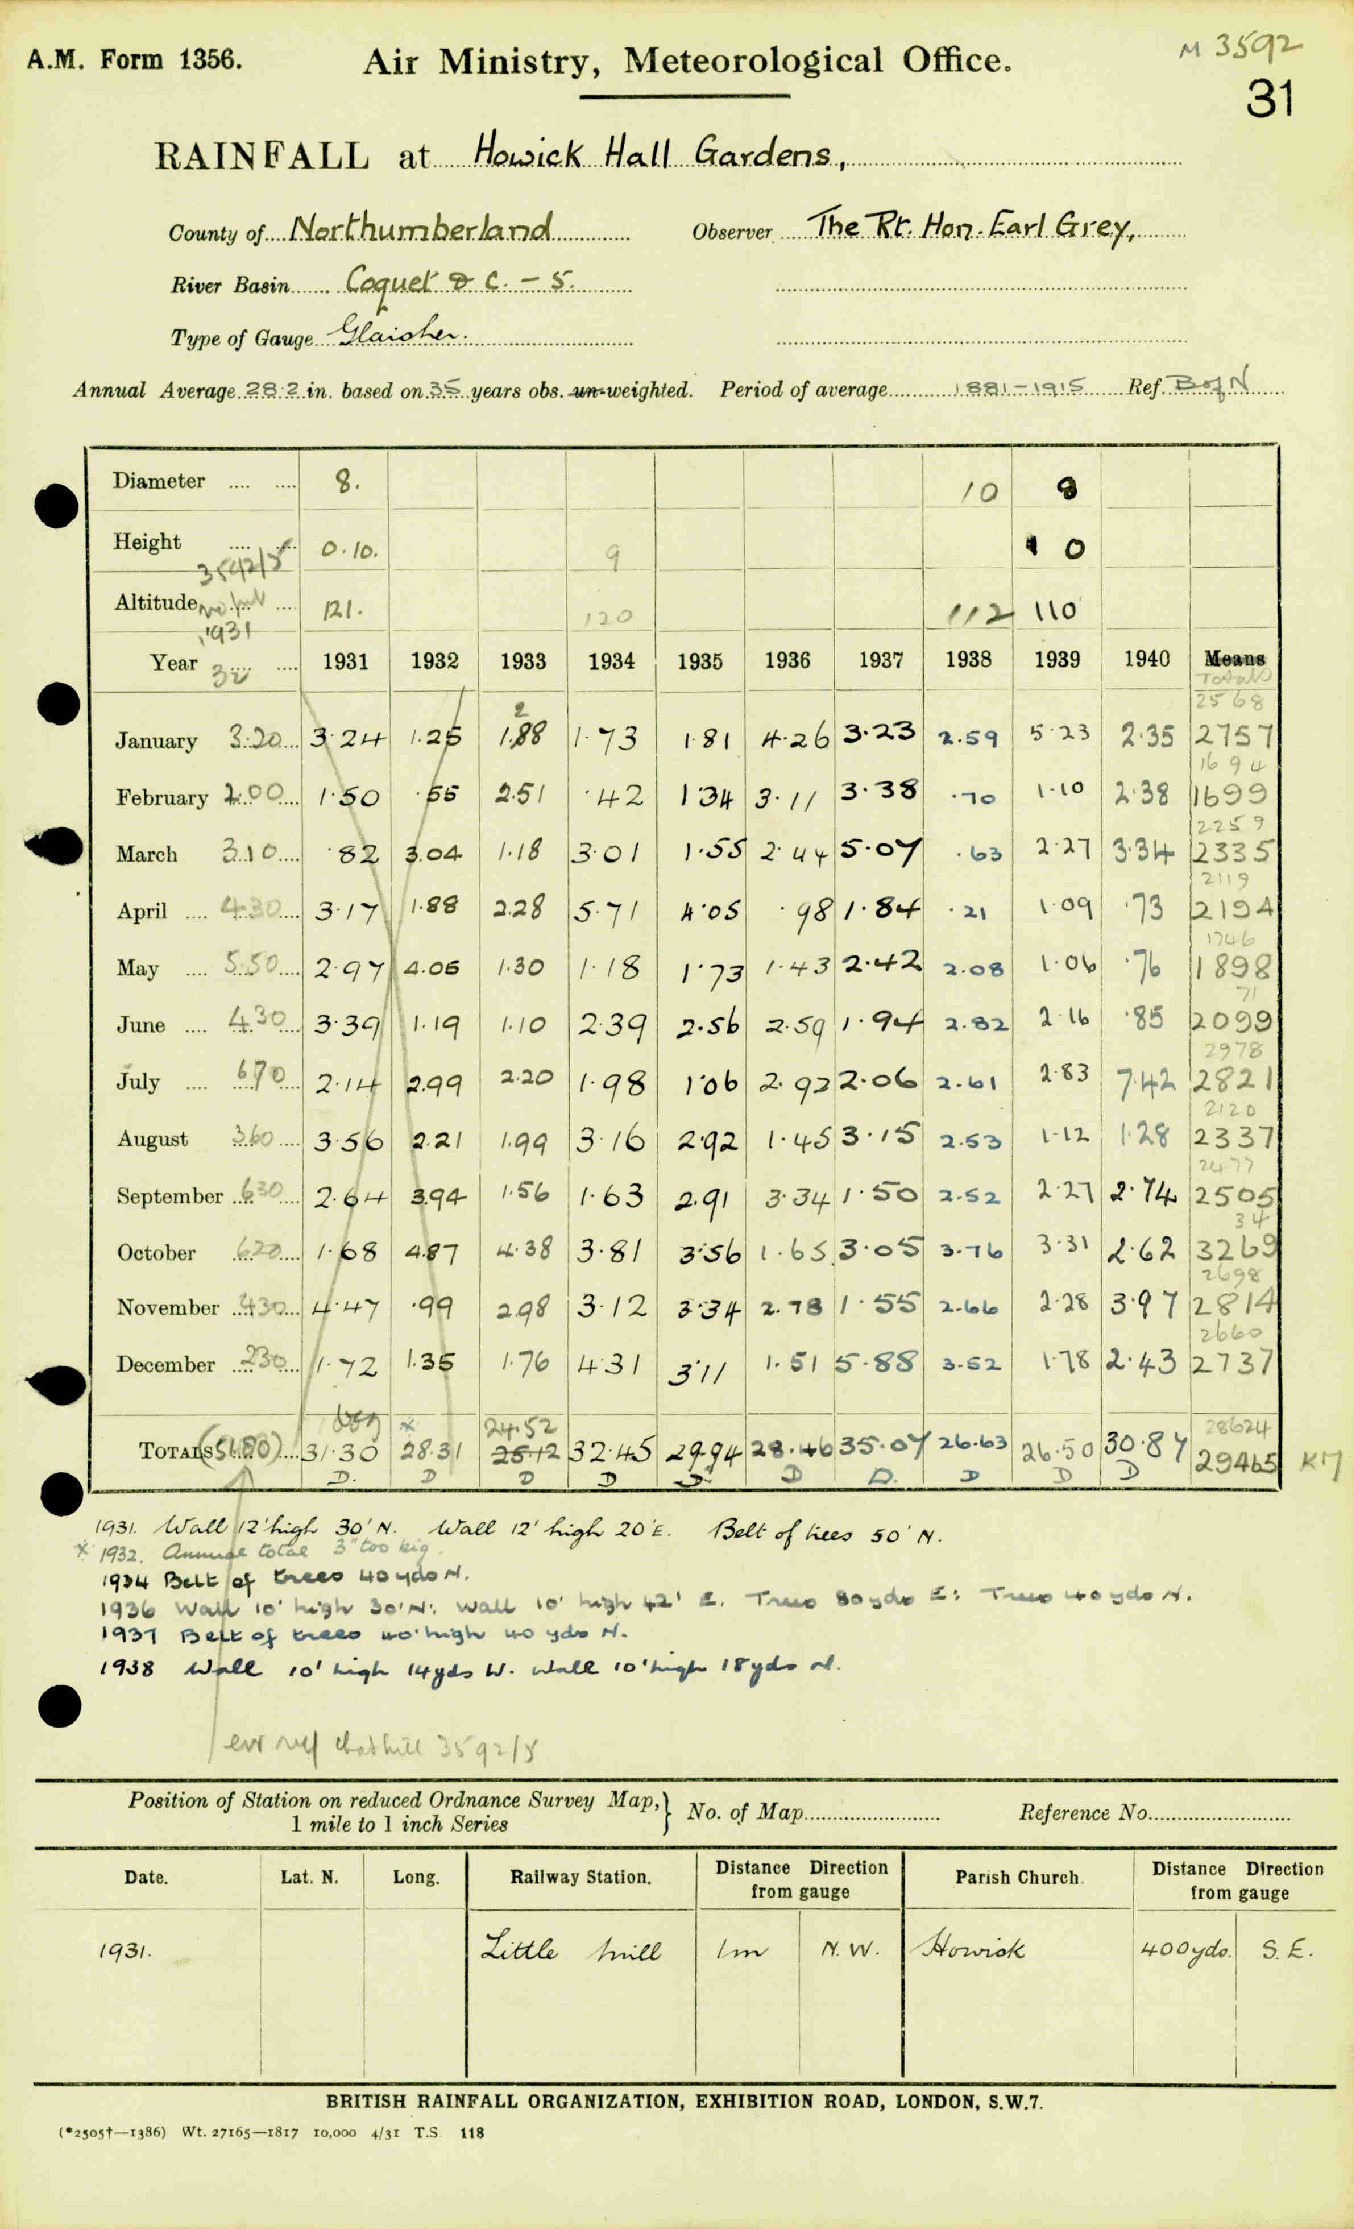 A.M. Form 1356. Air Ministry, Meteorological Office. M 3592
31
RAINFALL at Howick Hall Gardens,
County of Northumberland Observer The Rt. Hon. Earl Grey,
River Basin Coquet & C. - 5.
Type of Gauge Glaisher.
Annual Average 28.2 in. based on 35 years obs. un-weighted. Period of average 1881-1915 Ref. B of N
Diameter 8. 10 8
Height 0.10. 9 1 0
3592/5
Altitude 121. 120 112 110
1931
Year 1931 1932 1933 1934 1935 1936 1937 1938 1939 1940 Means
Totals
2568
January 3.20 3.24 1.25 1.88 2 1.73 1.81 4.26 3.23 2.59 5.23 2.35 2757
1694
February 2.00 1.50 .55 2.51 .42 1.34 3.11 3.38 .70 1.10 2.38 1699
2259
March 3.10 .82 3.04 1.18 3.01 1.55 2.44 5.07 .63 2.27 3.34 2335
2119
April 4.30 3.17 1.88 2.28 5.71 4.05 .98 1.84 .21 1.09 .73 2194
1746
May 5.50 2.97 4.05 1.30 1.18 1.73 1.43 2.42 2.08 1.06 .76 1898
71
June 4.30 3.39 1.19 1.10 2.39 2.56 2.59 1.94 2.82 2.16 .85 2099
2978
July 6.70 2.14 2.99 2.20 1.98 1.06 2.92 2.06 2.61 2.83 7.42 2821
2120
August 3.60 3.56 2.21 1.99 3.16 2.92 1.45 3.15 2.53 1.12 1.28 2337
2477
September 6.30 2.64 3.94 1.56 1.63 2.91 3.34 1.50 2.52 2.27 2.74 2505
34
October 6.20 1.68 4.87 4.38 3.81 3.56 1.65 3.05 3.76 3.31 2.62 3269
2698
November 4.30 4.47 .99 2.98 3.12 3.34 2.78 1.55 2.66 2.28 3.97 2814
2660
December 2.30 1.72 1.35 1.76 4.31 3.11 1.51 5.88 3.52 1.78 2.43 2737
x 24.52 28624
TOTALS (51.80) 31.30 28.31 25.12 32.45 29.94 28.46 35.07 26.63 26.50 30.87 29465 KM
D. D D D D D D. D D D
1931. Wall 12' high 30' N. Wall 12' high 20' E. Belt of trees 50' N.
x 1932. Annual total 3" too big.
1934 Belt of trees 40 yds N.
1936 Wall 10' high 30' N: Wall 10' high 42' E. Trees 80 yds E: Trees 40 yds N.
1937 Belt of trees 40' high 40 yds N.
1938 Wall 10' high 14 yds W. Wall 10' high 18 yds N.
chathill 3592/5
Position of Station on reduced Ordnance Survey Map, 1 mile to 1 inch Series } No. of Map Reference No.
Date. Lat. N. Long. Railway Station. Distance Direction from gauge Parish Church. Distance Direction from gauge
1931. Little Mill 1m N.W. Howick 400yds. S.E.
BRITISH RAINFALL ORGANIZATION, EXHIBITION ROAD, LONDON, S.W.7.
(*2505†—1386) Wt. 27165—1817 10,000 4/31 T.S. 118